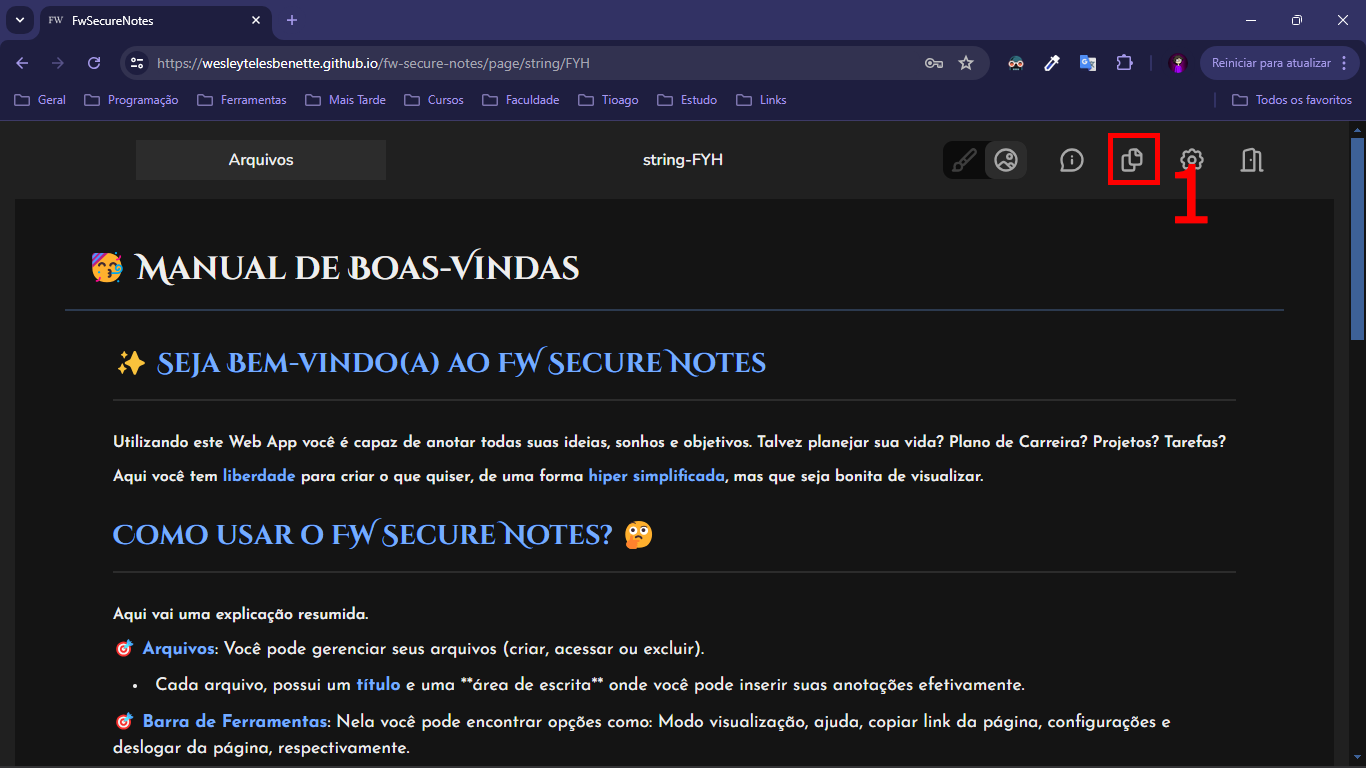 FW FwSecureNotes
https://wesleytelesbenette.github.io/fw-secure-notes/page/string/FYH
Reiniciar para atualizar
Geral Programação Ferramentas Mais Tarde Cursos Faculdade Tioago Estudo Links Todos os favoritos
Arquivos string-FYH
1
🥳 Manual de Boas-Vindas
✨ Seja Bem-vindo(a) ao FW Secure Notes
Utilizando este Web App você é capaz de anotar todas suas ideias, sonhos e objetivos. Talvez planejar sua vida? Plano de Carreira? Projetos? Tarefas?
Aqui você tem liberdade para criar o que quiser, de uma forma hiper simplificada, mas que seja bonita de visualizar.
Como usar o FW Secure Notes? 🤔
Aqui vai uma explicação resumida.
🎯 Arquivos: Você pode gerenciar seus arquivos (criar, acessar ou excluir).
• Cada arquivo, possui um título e uma **área de escrita** onde você pode inserir suas anotações efetivamente.
🎯 Barra de Ferramentas: Nela você pode encontrar opções como: Modo visualização, ajuda, copiar link da página, configurações e
deslogar da página, respectivamente.